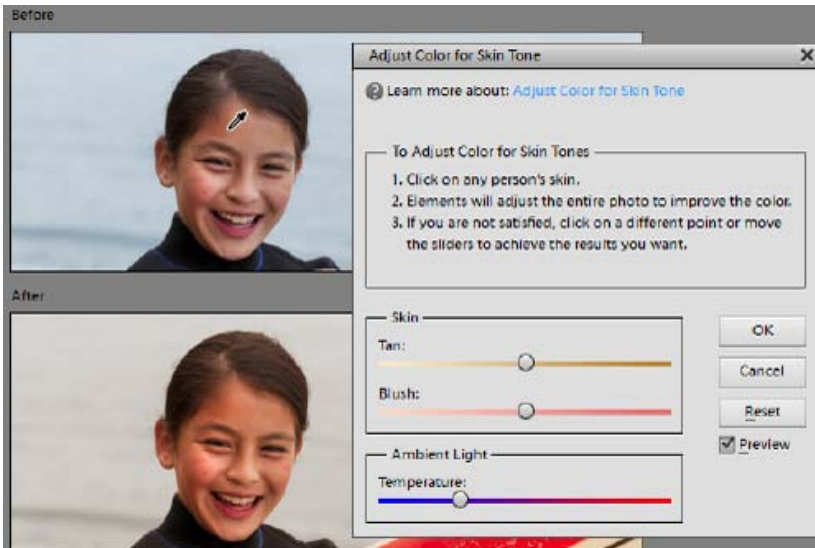 Before
Adjust Color for Skin Tone
Learn more about: Adjust Color for Skin Tone
To Adjust Color for Skin Tones
1. Click on any person's skin.
2. Elements will adjust the entire photo to improve the color.
3. If you are not satisfied, click on a different point or move
the sliders to achieve the results you want.
After
Skin
Tan:
Blush:
Ambient Light
Temperature:
OK
Cancel
Reset
Preview